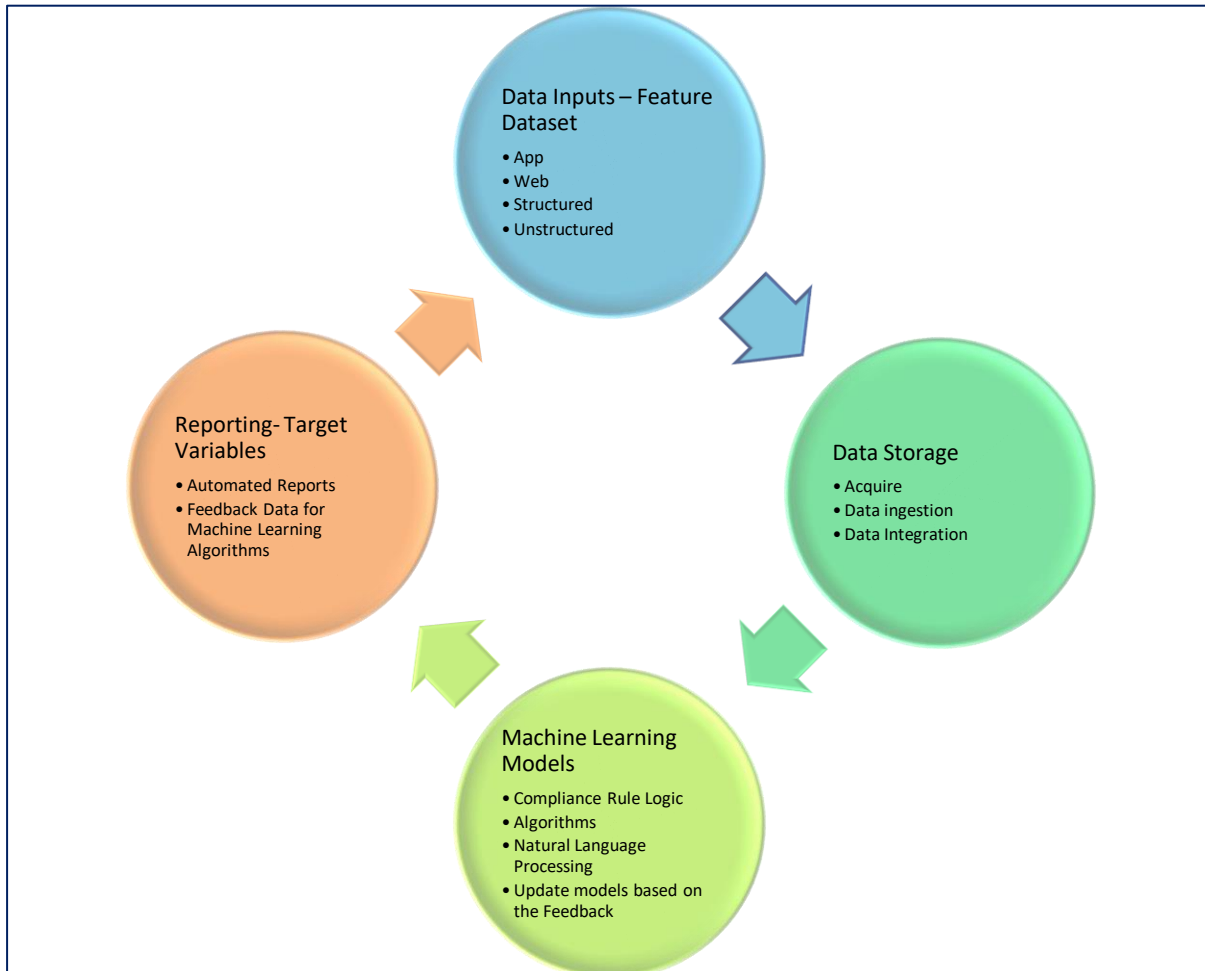 Data Inputs – Feature
Dataset
• App
• Web
• Structured
• Unstructured
Data Storage
• Acquire
• Data ingestion
• Data Integration
Machine Learning
Models
• Compliance Rule Logic
• Algorithms
• Natural Language
Processing
• Update models based on
the Feedback
Reporting- Target
Variables
• Automated Reports
• Feedback Data for
Machine Learning
Algorithms